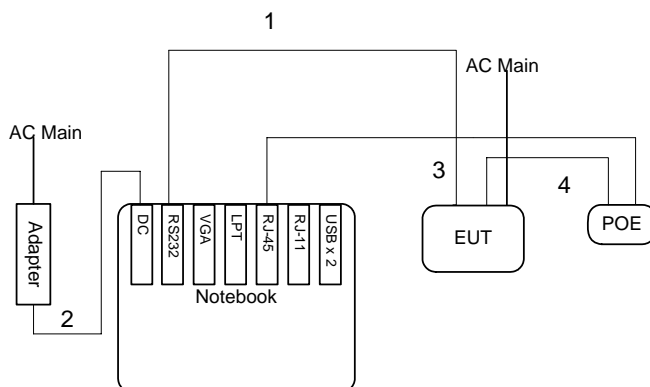 1
AC Main
AC Main
3
4
Adapter
DC
RS232
VGA
LPT
RJ-45
RJ-11
USB x 2
EUT
POE
Notebook
2